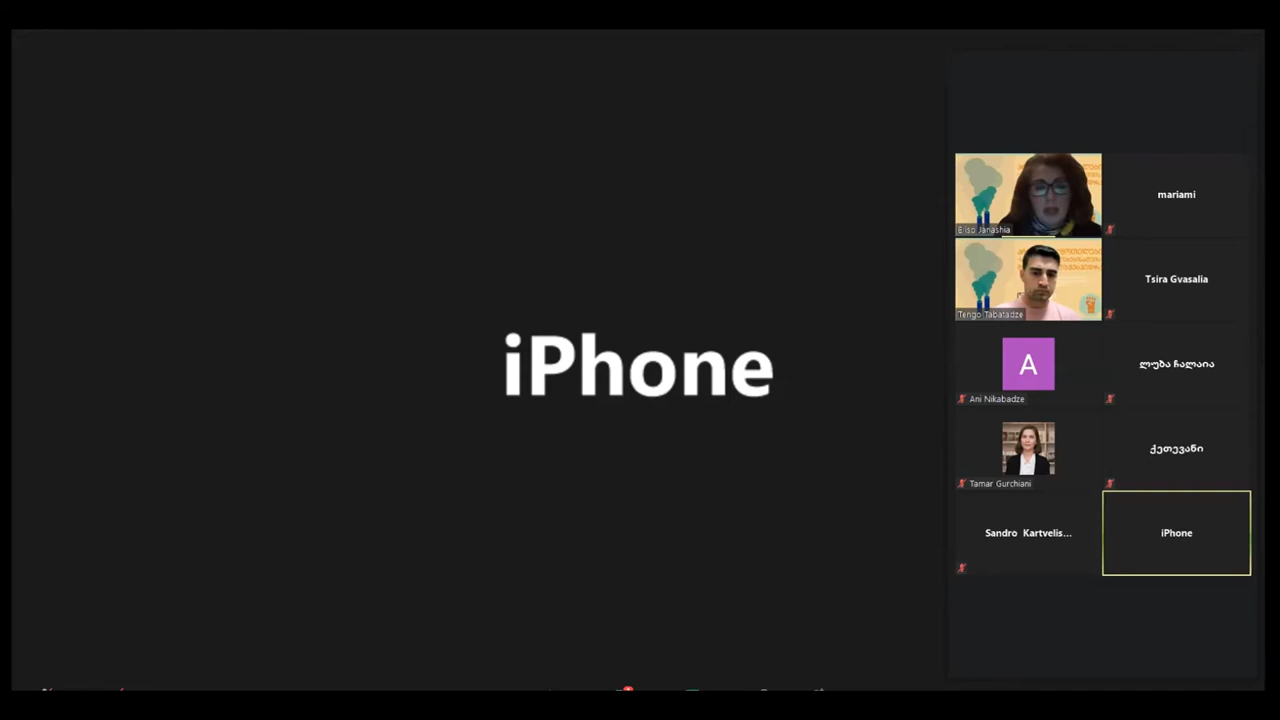 iPhone
Eliso Janashia
mariami
Tengo Tabatadze
Tsira Gvasalia
A
Ani Nikabadze
ლუბა ჩალაია
Tamar Gurchiani
ქეთევანი
Sandro Kartvelis...
iPhone